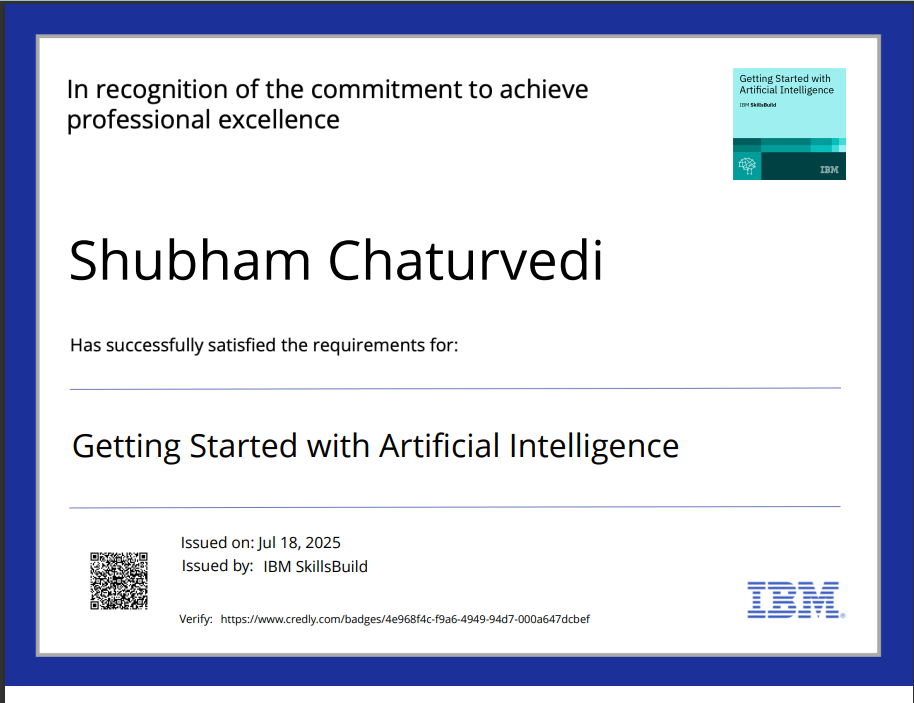 In recognition of the commitment to achieve
professional excellence
Getting Started with
Artificial Intelligence
IBM SkillsBuild
IBM
Shubham Chaturvedi
Has successfully satisfied the requirements for:
Getting Started with Artificial Intelligence
Issued on: Jul 18, 2025
Issued by: IBM SkillsBuild
Verify: https://www.credly.com/badges/4e968f4c-f9a6-4949-94d7-000a647dcbef
IBM®